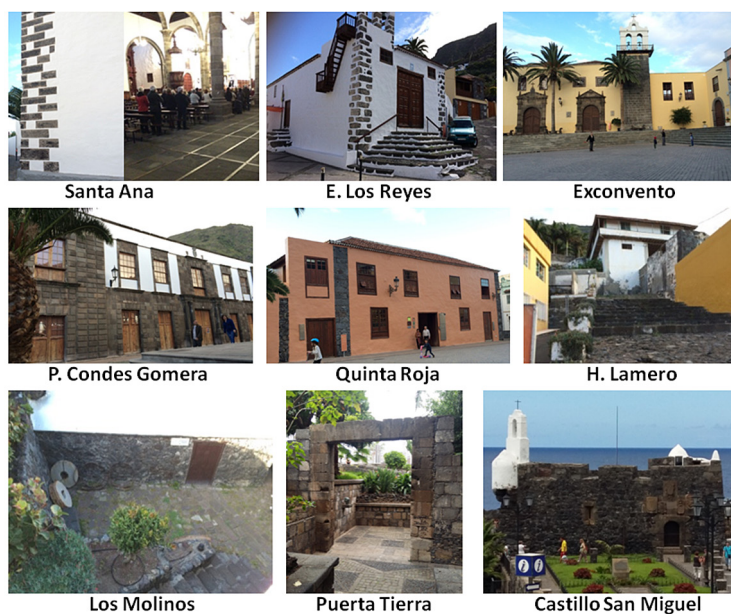 Santa Ana
E. Los Reyes
Exconvento
P. Condes Gomera
Quinta Roja
H. Lamero
Los Molinos
Puerta Tierra
Castillo San Miguel
i